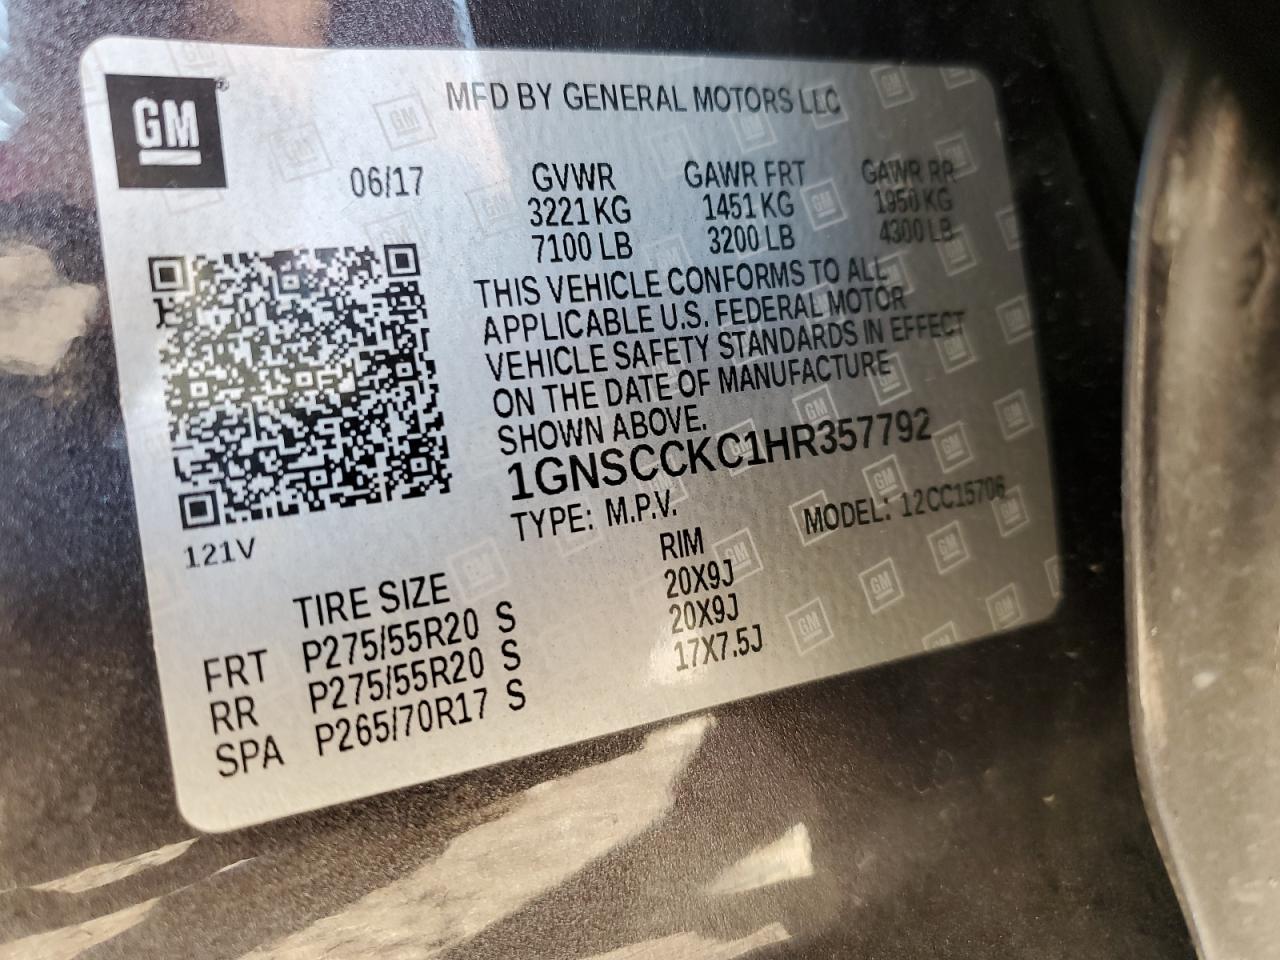 GM
MFD BY GENERAL MOTORS LLC
06/17
GVWR GAWR FRT GAWR RR
3221 KG 1451 KG 1950 KG
7100 LB 3200 LB 4300 LB
THIS VEHICLE CONFORMS TO ALL
APPLICABLE U.S. FEDERAL MOTOR
VEHICLE SAFETY STANDARDS IN EFFECT
ON THE DATE OF MANUFACTURE
SHOWN ABOVE.
1GNSCCKC1HR357792
TYPE: M.P.V. MODEL: 12CC15706
121V
TIRE SIZE RIM
FRT P275/55R20 S 20X9J
RR P275/55R20 S 20X9J
SPA P265/70R17 S 17X7.5J